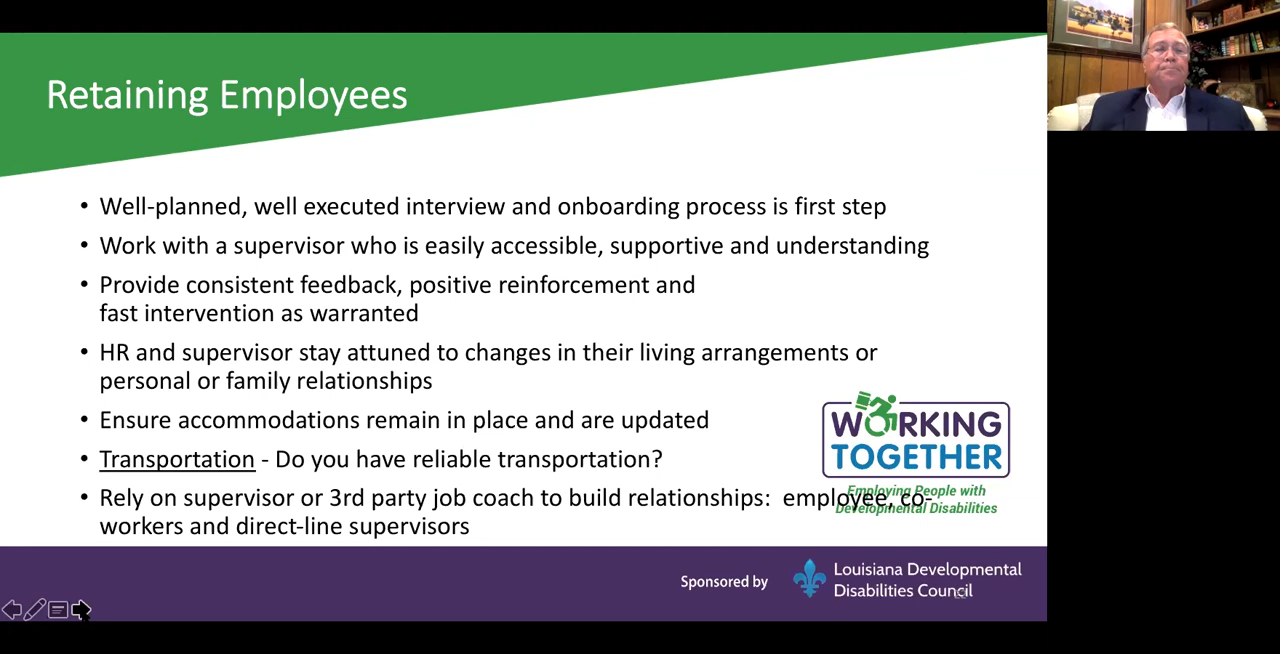 Retaining Employees
• Well-planned, well executed interview and onboarding process is first step
• Work with a supervisor who is easily accessible, supportive and understanding
• Provide consistent feedback, positive reinforcement and
fast intervention as warranted
• HR and supervisor stay attuned to changes in their living arrangements or
personal or family relationships
• Ensure accommodations remain in place and are updated
• Transportation - Do you have reliable transportation?
• Rely on supervisor or 3rd party job coach to build relationships:  employee, co-
workers and direct-line supervisors
WORKING
TOGETHER
Employing People with
Developmental Disabilities
Sponsored by
Louisiana Developmental
Disabilities Council